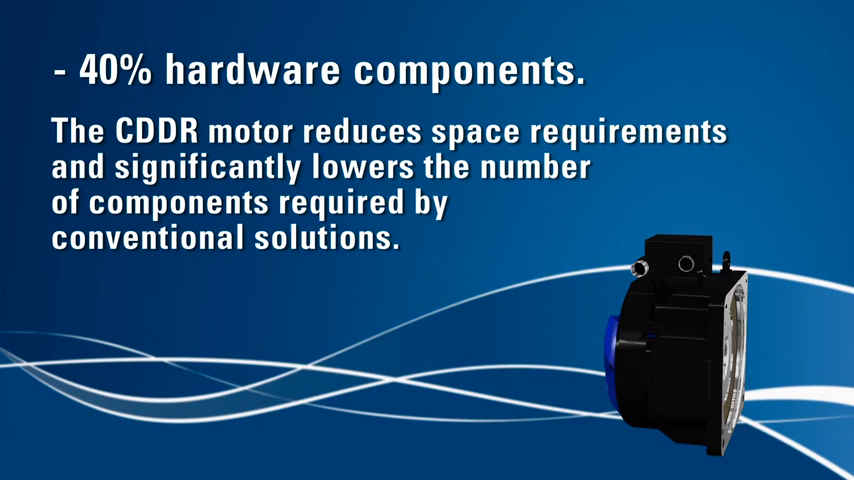 - 40% hardware components.
The CDDR motor reduces space requirements
and significantly lowers the number
of components required by
conventional solutions.